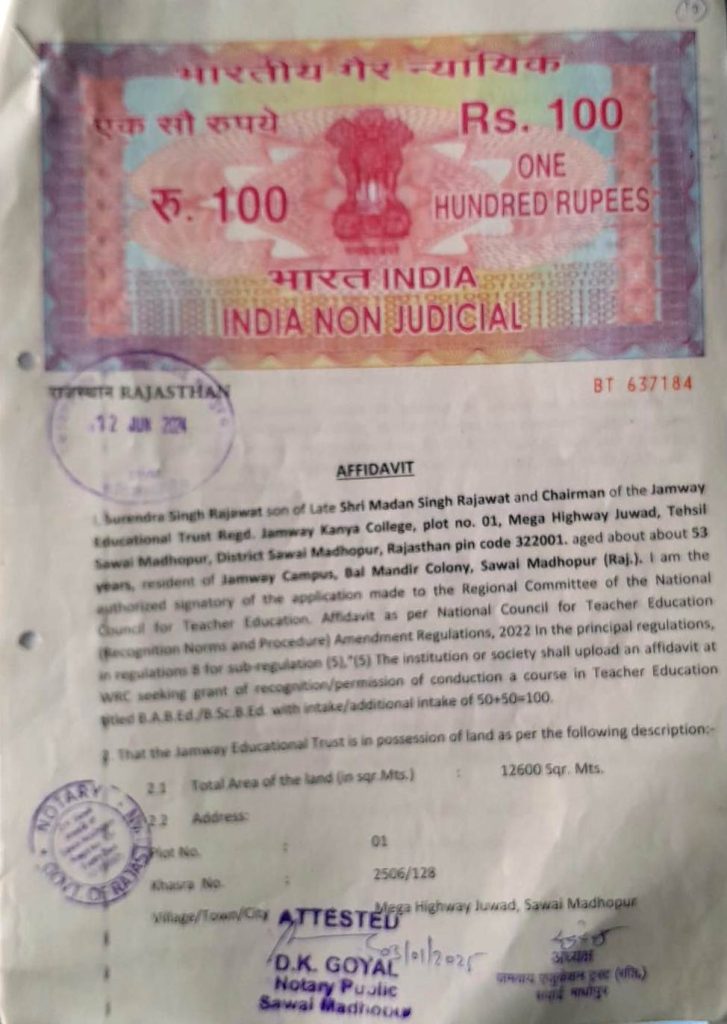 भारतीय गैर न्यायिक
एक सौ रुपये
Rs. 100
रु. 100
ONE
HUNDRED RUPEES
भारत INDIA
INDIA NON JUDICIAL
राजस्थान RAJASTHAN
BT 637184
12 JUN 2024
AFFIDAVIT
I, Surendra Singh Rajawat son of Late Shri Madan Singh Rajawat and Chairman of the Jamway
Educational Trust Regd. Jamway Kanya College, plot no. 01, Mega Highway Juwad, Tehsil
Sawai Madhopur, District Sawai Madhopur, Rajasthan pin code 322001. aged about about 53
years, resident of Jamway Campus, Bal Mandir Colony, Sawai Madhopur (Raj.). I am the
authorized signatory of the application made to the Regional Committee of the National
Council for Teacher Education. Affidavit as per National Council for Teacher Education
(Recognition Norms and Procedure) Amendment Regulations, 2022 In the principal regulations,
in regulations 8 for sub-regulation (5),"(5) The institution or society shall upload an affidavit at
WRC seeking grant of recognition/permission of conduction a course in Teacher Education
titled B.A.B.Ed./B.Sc.B.Ed. with intake/additional intake of 50+50=100.
2. That the Jamway Educational Trust is in possession of land as per the following description:-
2.1 Total Area of the land (in sqr.Mts.) : 12600 Sqr. Mts.
2.2 Address:
Plot No. : 01
Khasra No. : 2506/128
Village/Town/City Mega Highway Juwad, Sawai Madhopur
NOTARY
GOVT. OF RAJAST
ATTESTED
03/01/2025
D.K. GOYAL
Notary Public
Sawai Madhopur
अध्यक्ष
जमवाय एजुकेशन ट्रस्ट (रजि.)
सवाई माधोपुर